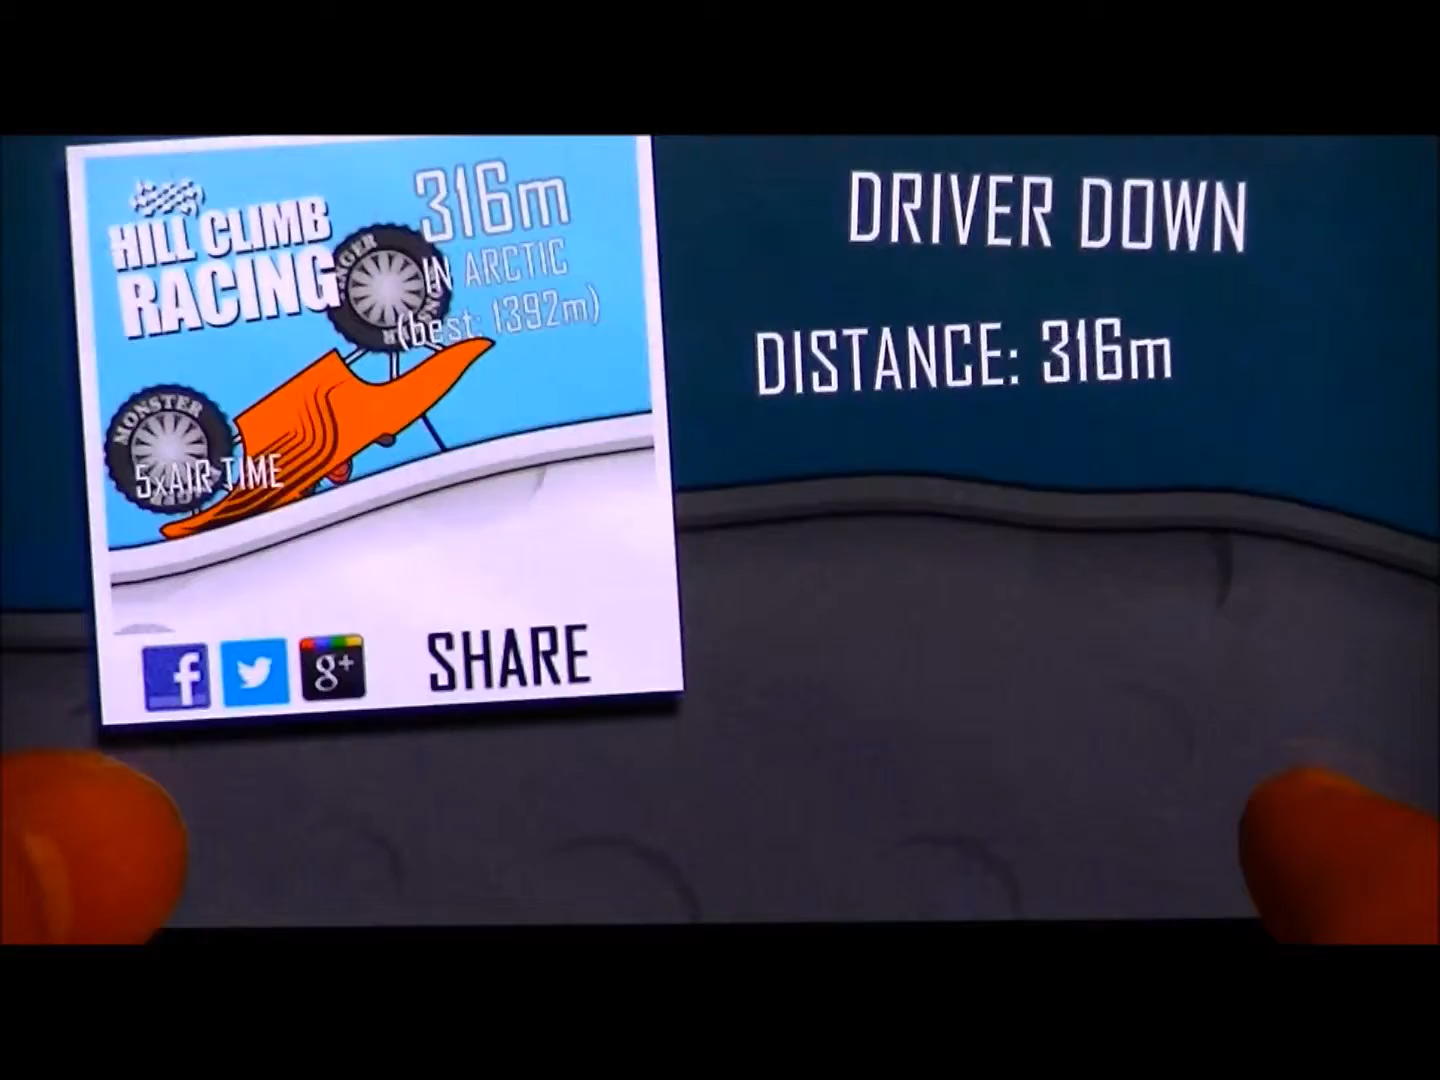 HILL CLIMB
RACING
316m
IN ARCTIC
(best: 1392m)
MONSTER
5xAIR TIME
SHARE
DRIVER DOWN
DISTANCE: 316m